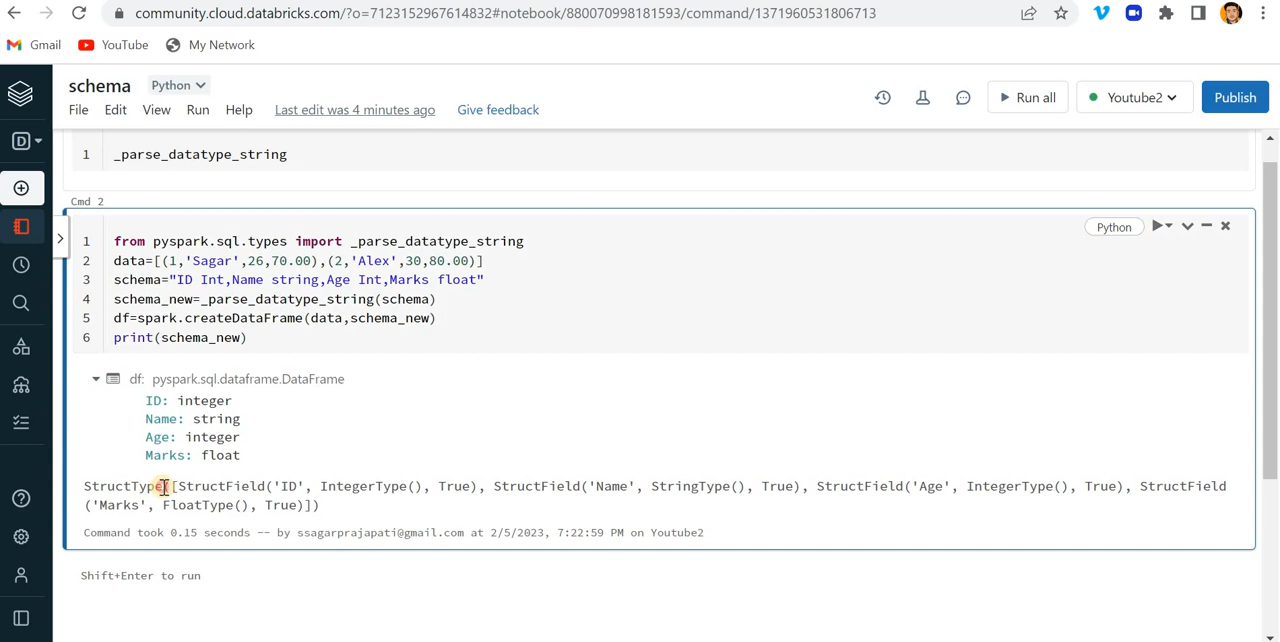 community.cloud.databricks.com/?o=7123152967614832#notebook/880070998181593/command/1371960531806713
Gmail YouTube My Network
schema Python
File Edit View Run Help Last edit was 4 minutes ago Give feedback
Run all Youtube2 Publish
D
1 _parse_datatype_string
Cmd 2
Python
1 from pyspark.sql.types import _parse_datatype_string
2 data=[(1,'Sagar',26,70.00),(2,'Alex',30,80.00)]
3 schema="ID Int,Name string,Age Int,Marks float"
4 schema_new=_parse_datatype_string(schema)
5 df=spark.createDataFrame(data,schema_new)
6 print(schema_new)
df: pyspark.sql.dataframe.DataFrame
ID: integer
Name: string
Age: integer
Marks: float
StructType([StructField('ID', IntegerType(), True), StructField('Name', StringType(), True), StructField('Age', IntegerType(), True), StructField
('Marks', FloatType(), True)])
Command took 0.15 seconds -- by ssagarprajapati@gmail.com at 2/5/2023, 7:22:59 PM on Youtube2
Shift+Enter to run